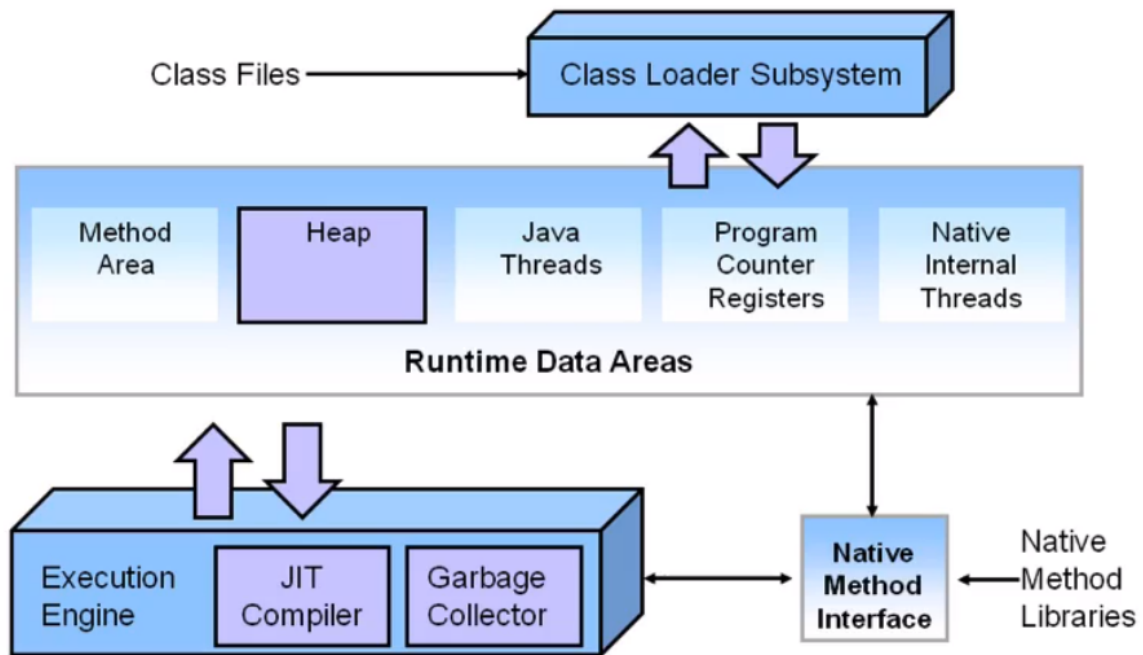 Class Files
Class Loader Subsystem
Method
Area
Heap
Java
Threads
Program
Counter
Registers
Native
Internal
Threads
Runtime Data Areas
Execution
Engine
JIT
Compiler
Garbage
Collector
Native
Method
Interface
Native
Method
Libraries